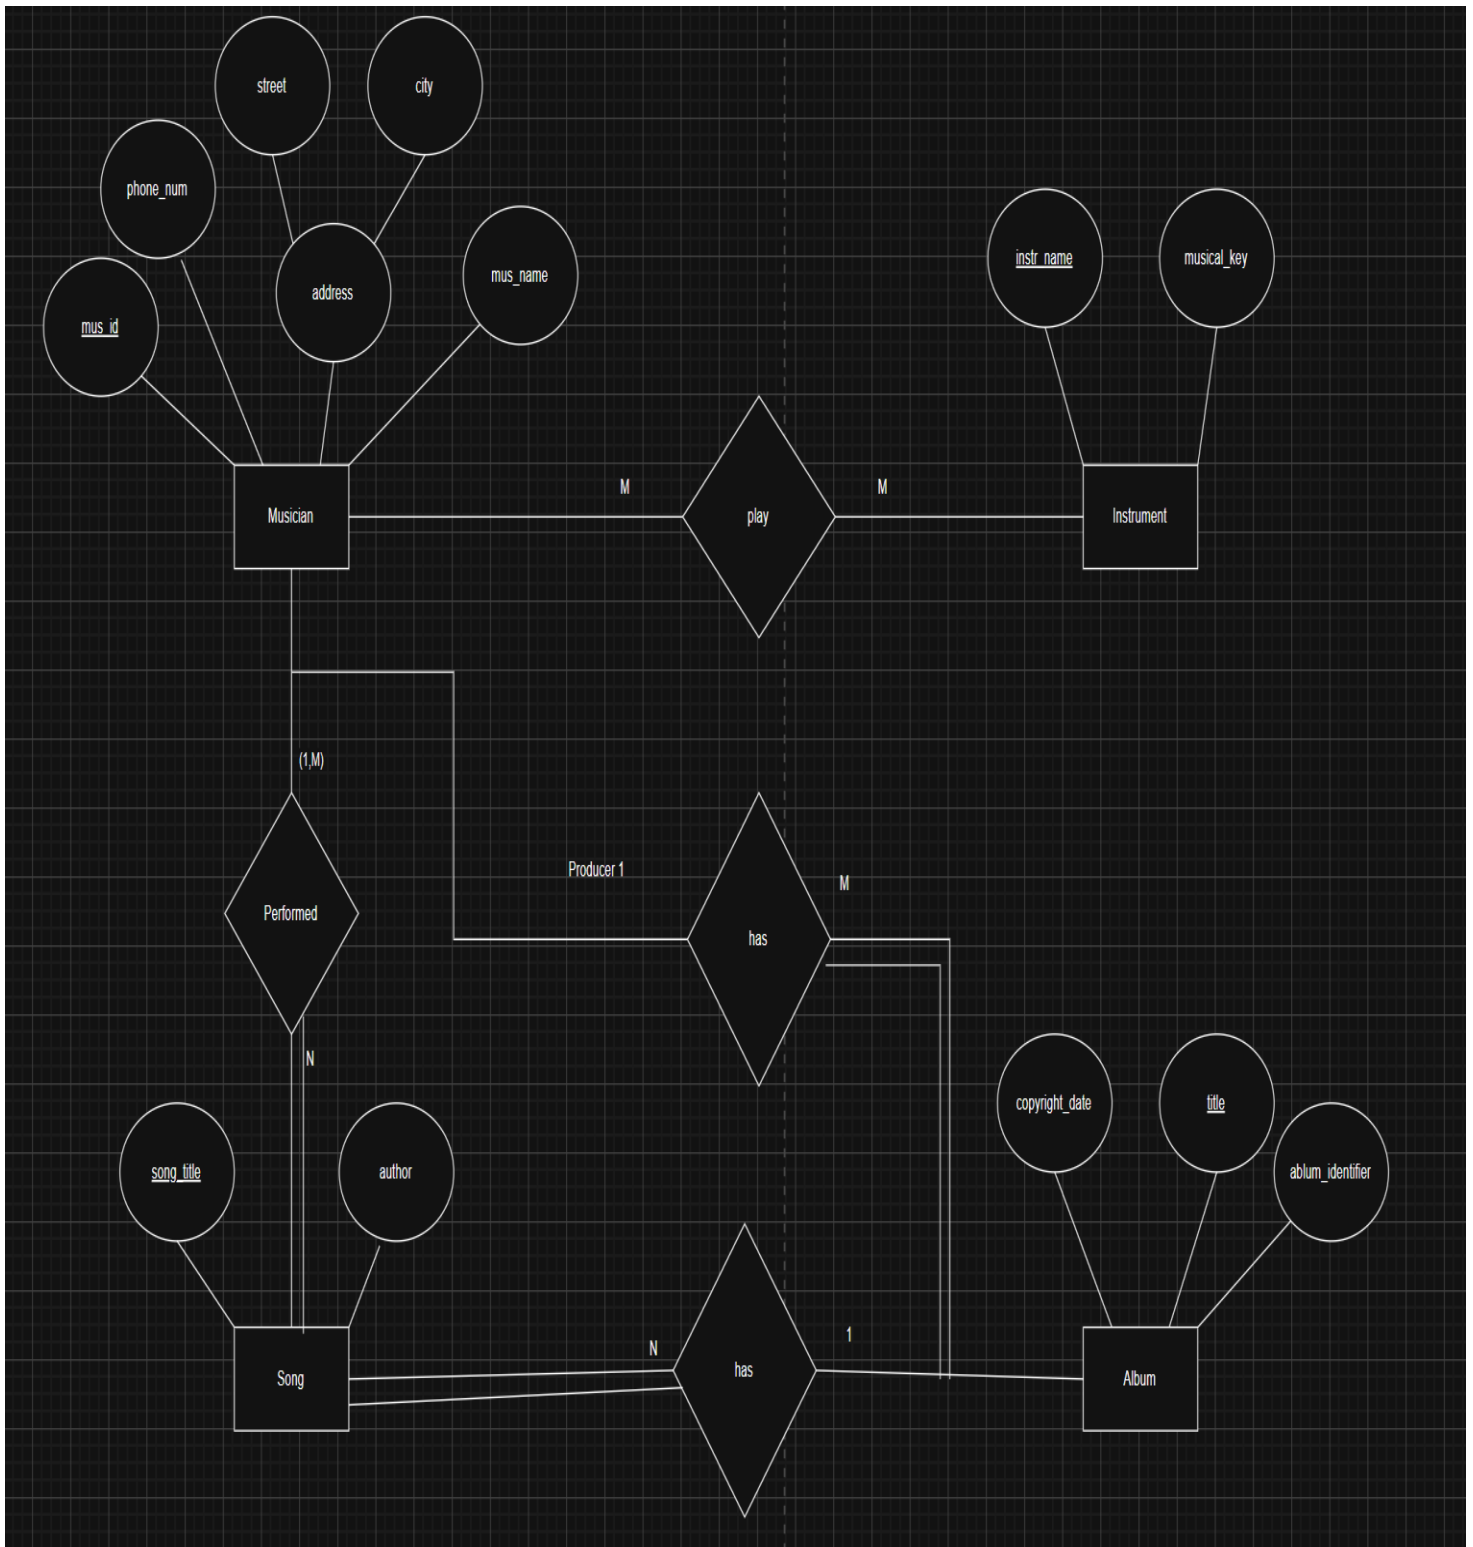 street
city
phone_num
address
mus_name
mus_id
instr_name
musical_key
Musician
M
play
M
Instrument
(1,M)
Producer 1
M
Performed
has
N
copyright_date
title
ablum_identifier
song_title
author
N
1
Song
has
Album